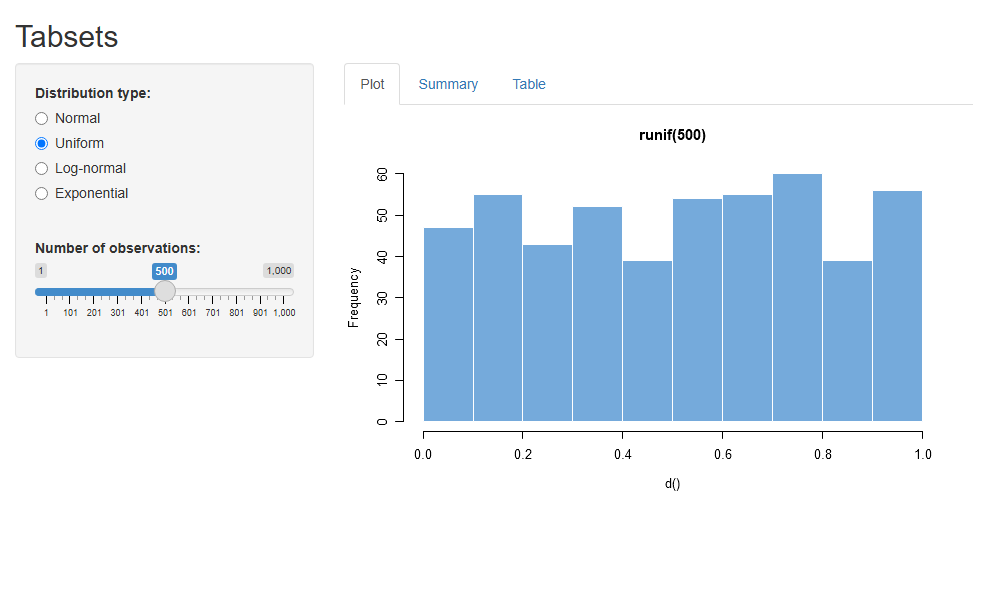 Tabsets
Distribution type:
Normal
Uniform
Log-normal
Exponential
Number of observations:
1 500 1,000
1 101 201 301 401 501 601 701 801 901 1,000
Plot Summary Table
runif(500)
Frequency
60
50
40
30
20
10
0
0.0 0.2 0.4 0.6 0.8 1.0
d()